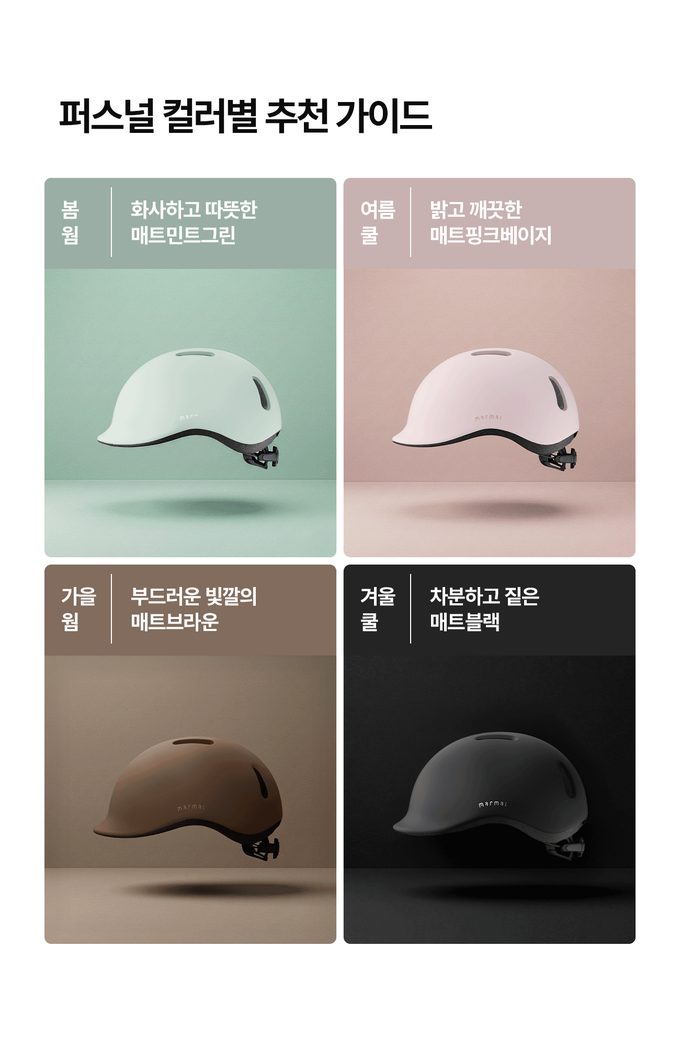 퍼스널 컬러별 추천 가이드
봄
웜
화사하고 따뜻한
매트민트그린
여름
쿨
밝고 깨끗한
매트핑크베이지
marmal
가을
웜
부드러운 빛깔의
매트브라운
겨울
쿨
차분하고 짙은
매트블랙
marmal
marmal